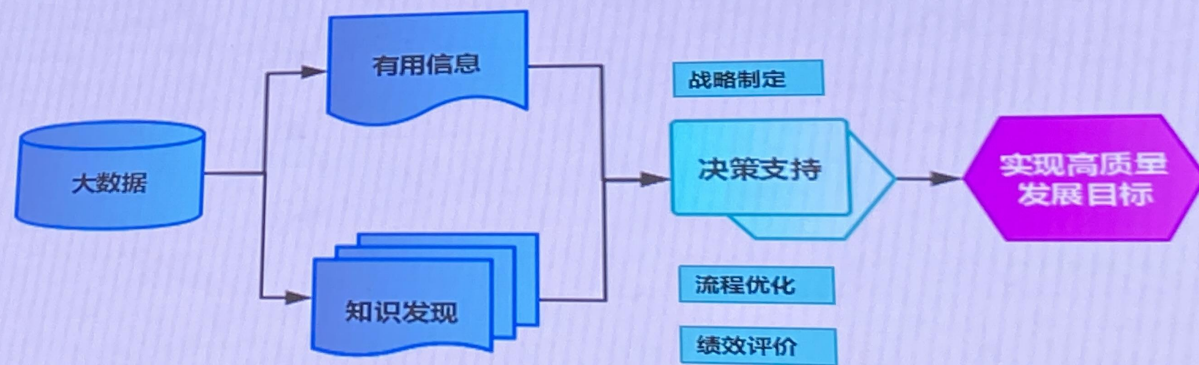 有用信息
战略制定
大数据
决策支持
实现高质量
发展目标
知识发现
流程优化
绩效评价